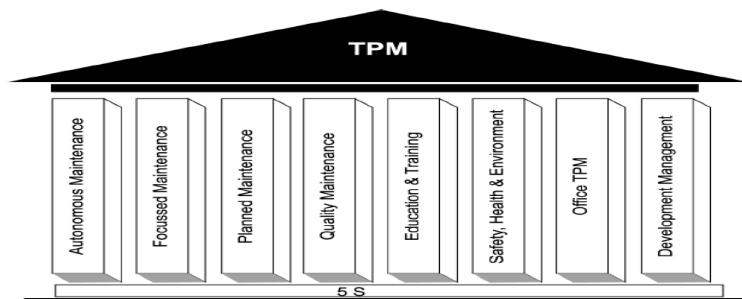 TPM
Autonomous Maintenance
Focussed Maintenance
Planned Maintenance
Quality Maintenance
Education & Training
Safety, Health & Environment
Office TPM
Development Management
5 S